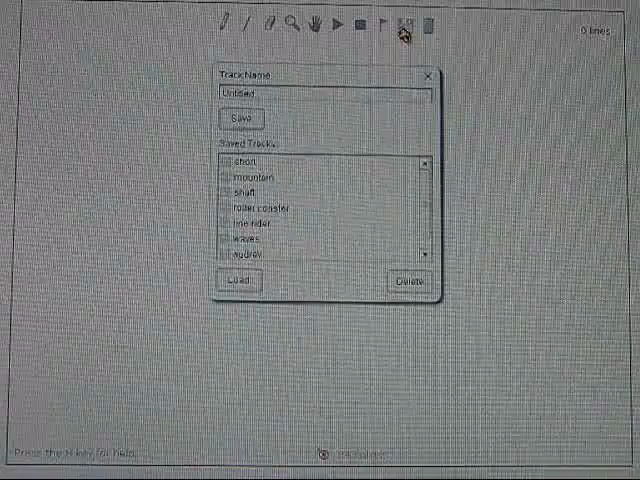 0 lines
Track Name
Untitled
Save
Saved Tracks
short
mountain
shaft
roller coaster
line rider
waves
audrey
Load
Delete
Press the H key for help